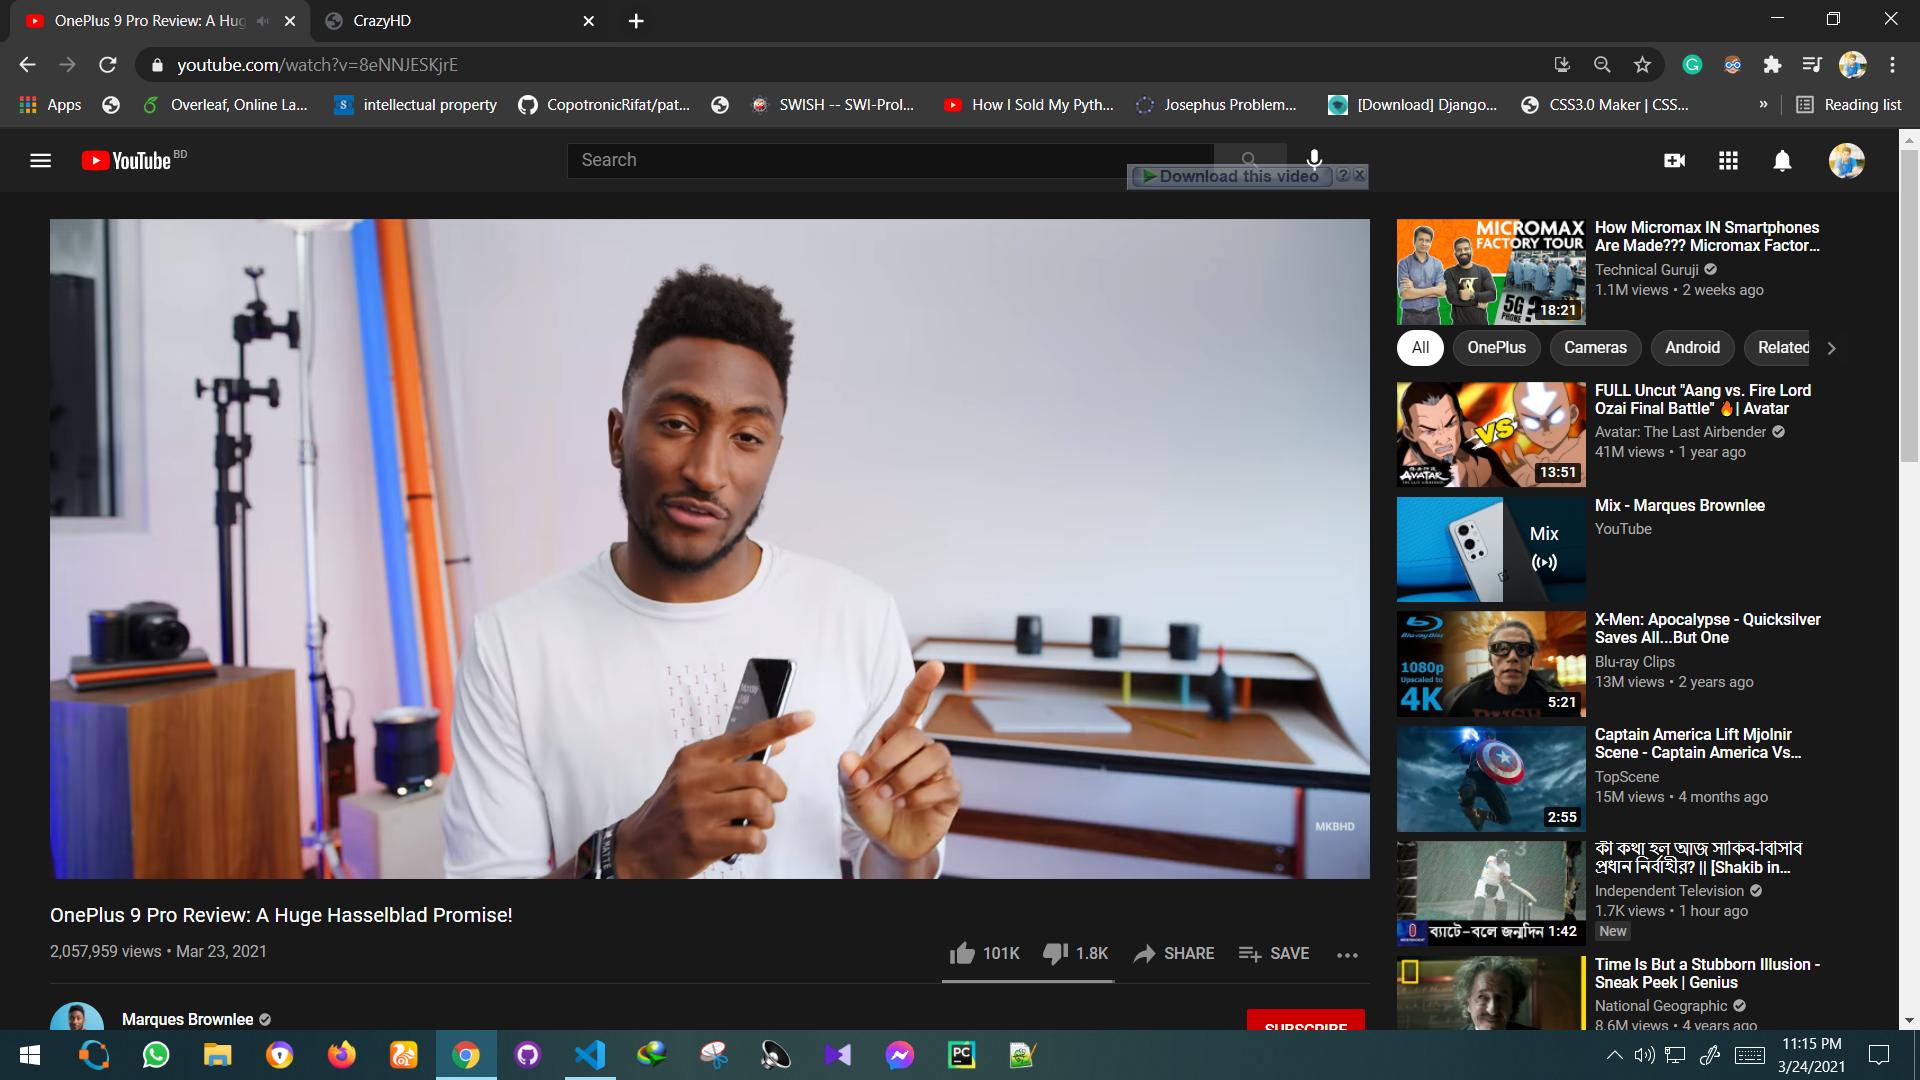 OnePlus 9 Pro Review: A Hug
CrazyHD
youtube.com/watch?v=8eNNJESKjrE
Apps
Overleaf, Online La...
intellectual property
CopotronicRifat/pat...
SWISH -- SWI-Prol...
How I Sold My Pyth...
Josephus Problem...
[Download] Django...
CSS3.0 Maker | CSS...
»
Reading list
YouTube BD
Search
Download this video
MKBHD
OnePlus 9 Pro Review: A Huge Hasselblad Promise!
2,057,959 views • Mar 23, 2021
101K
1.8K
SHARE
SAVE
Marques Brownlee
SUBSCRIBE
MICROMAX
FACTORY TOUR
5G ?
PHONE
18:21
How Micromax IN Smartphones
Are Made??? Micromax Factor...
Technical Guruji
1.1M views • 2 weeks ago
All
OnePlus
Cameras
Android
Related
VS
AVATAR
13:51
FULL Uncut "Aang vs. Fire Lord
Ozai Final Battle" 🔥| Avatar
Avatar: The Last Airbender
41M views • 1 year ago
Mix
Mix - Marques Brownlee
YouTube
Blu-ray Disc
1080p
Upscaled to
4K
5:21
X-Men: Apocalypse - Quicksilver
Saves All...But One
Blu-ray Clips
13M views • 2 years ago
2:55
Captain America Lift Mjolnir
Scene - Captain America Vs...
TopScene
15M views • 4 months ago
ব্যাটে-বলে জন্মদিন
1:42
কী কথা হল আজ সাকিব-বিসিবি
প্রধান নির্বাহীর? || [Shakib in...
Independent Television
1.7K views • 1 hour ago
New
Time Is But a Stubborn Illusion -
Sneak Peek | Genius
National Geographic
8.6M views • 4 years ago
11:15 PM
3/24/2021